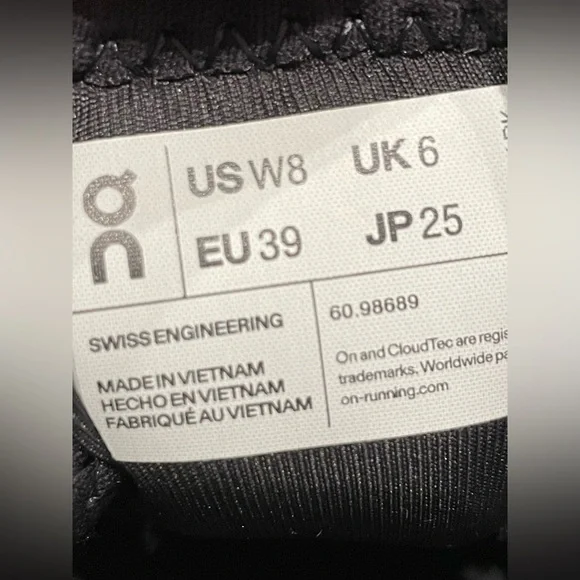 on
US W8 UK 6
EU 39 JP 25
SWISS ENGINEERING
MADE IN VIETNAM
HECHO EN VIETNAM
FABRIQUÉ AU VIETNAM
60.98689
On and CloudTec are regis
trademarks. Worldwide pa
on-running.com